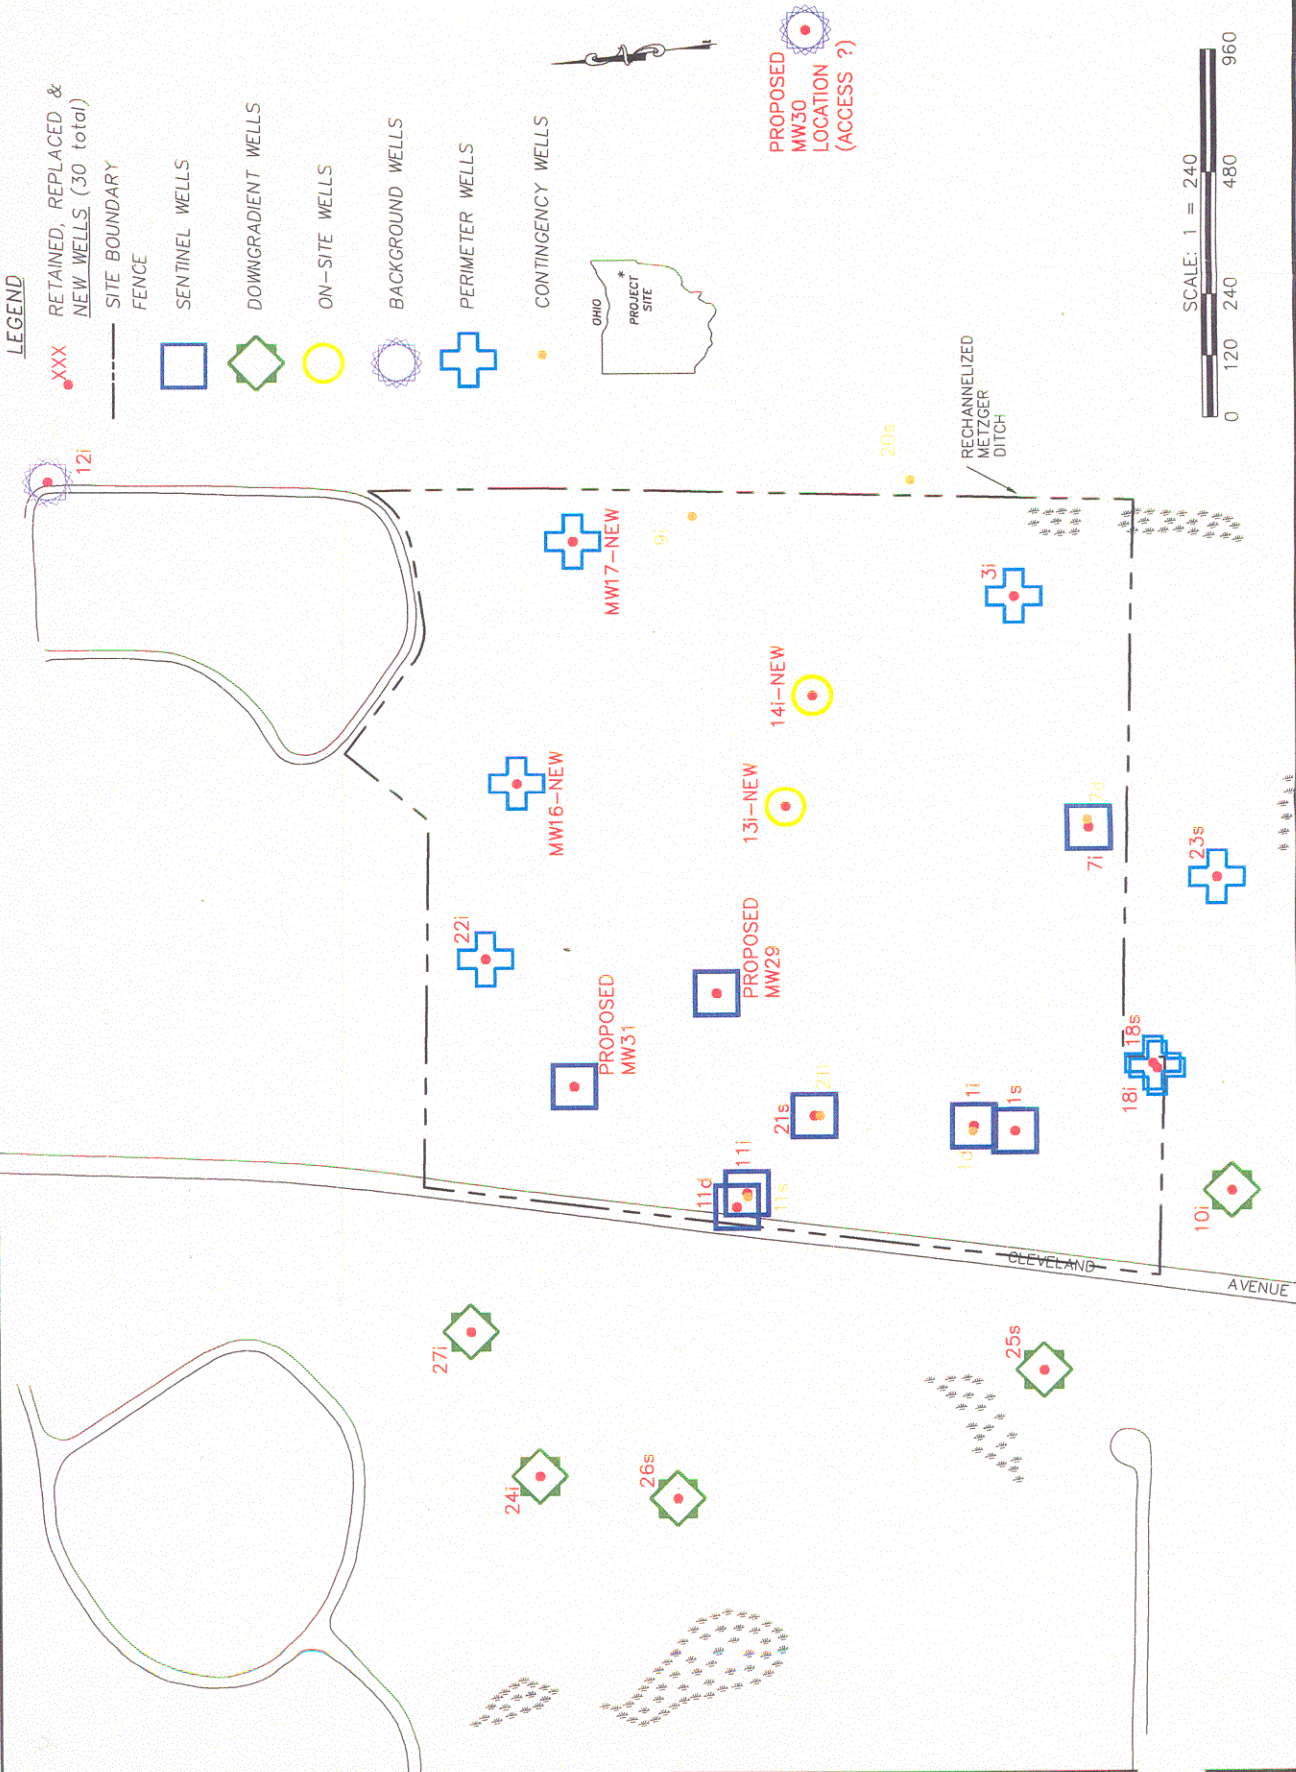 LEGEND
XXX
RETAINED, REPLACED &
NEW WELLS (30 total)
SITE BOUNDARY
FENCE
SENTINEL WELLS
DOWNGRADIENT WELLS
ON-SITE WELLS
BACKGROUND WELLS
PERIMETER WELLS
CONTINGENCY WELLS
OHIO
PROJECT
SITE
*
PROPOSED
MW30
LOCATION
(ACCESS ?)
SCALE: 1 = 240
0 120 240 480 960
RECHANNELIZED
METZGER
DITCH
12i
MW17-NEW
9i
20s
3i
14i-NEW
MW16-NEW
13i-NEW
7d
7i
23s
22i
PROPOSED
MW29
PROPOSED
MW31
21s
21i
18s
18i
1i
1s
1d
11d
11i
11s
10i
CLEVELAND
AVENUE
27i
25s
24i
26s